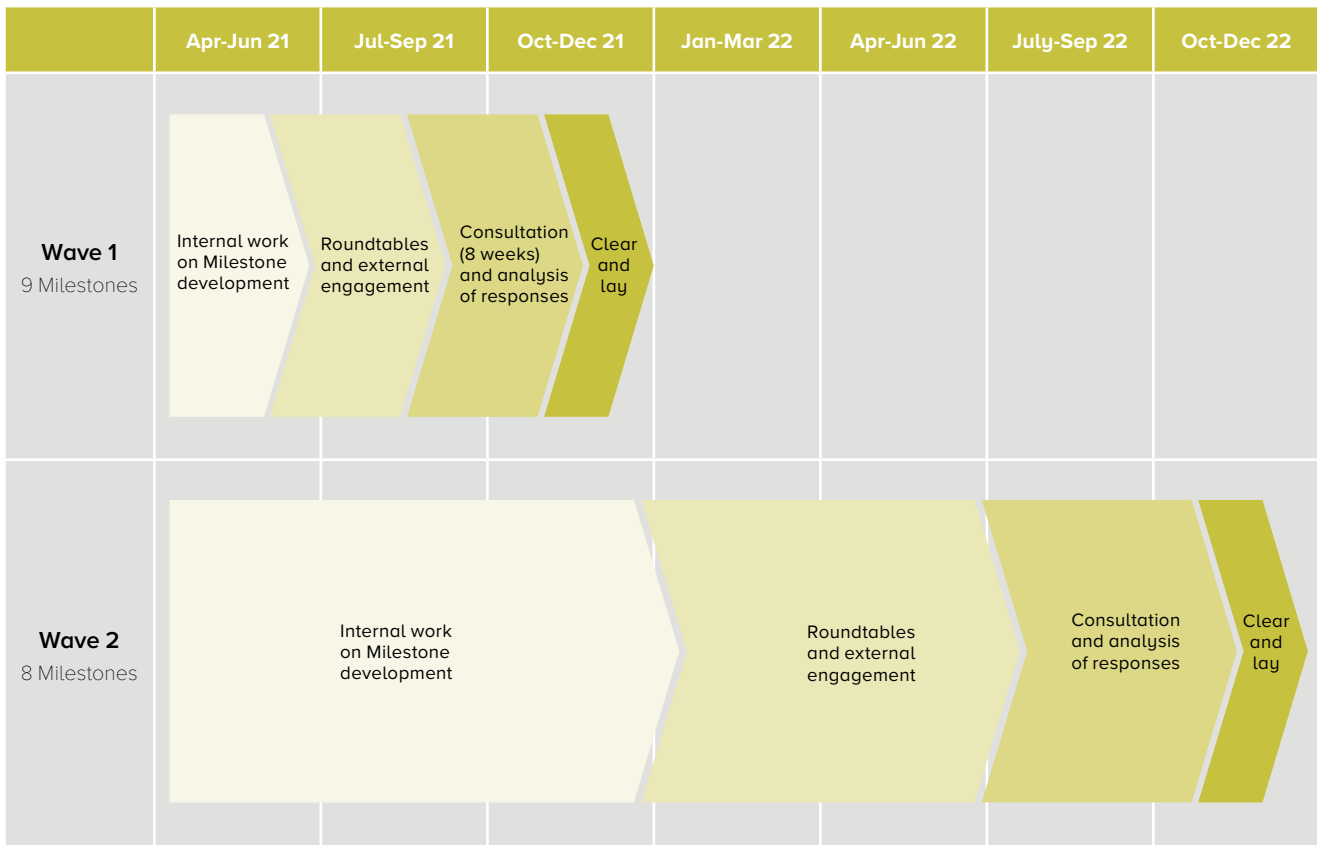 Apr-Jun 21
Jul-Sep 21
Oct-Dec 21
Jan-Mar 22
Apr-Jun 22
July-Sep 22
Oct-Dec 22
Wave 1
9 Milestones
Internal work
on Milestone
development
Roundtables
and external
engagement
Consultation
(8 weeks)
and analysis
of responses
Clear
and
lay
Wave 2
8 Milestones
Internal work
on Milestone
development
Roundtables
and external
engagement
Consultation
and analysis
of responses
Clear
and
lay